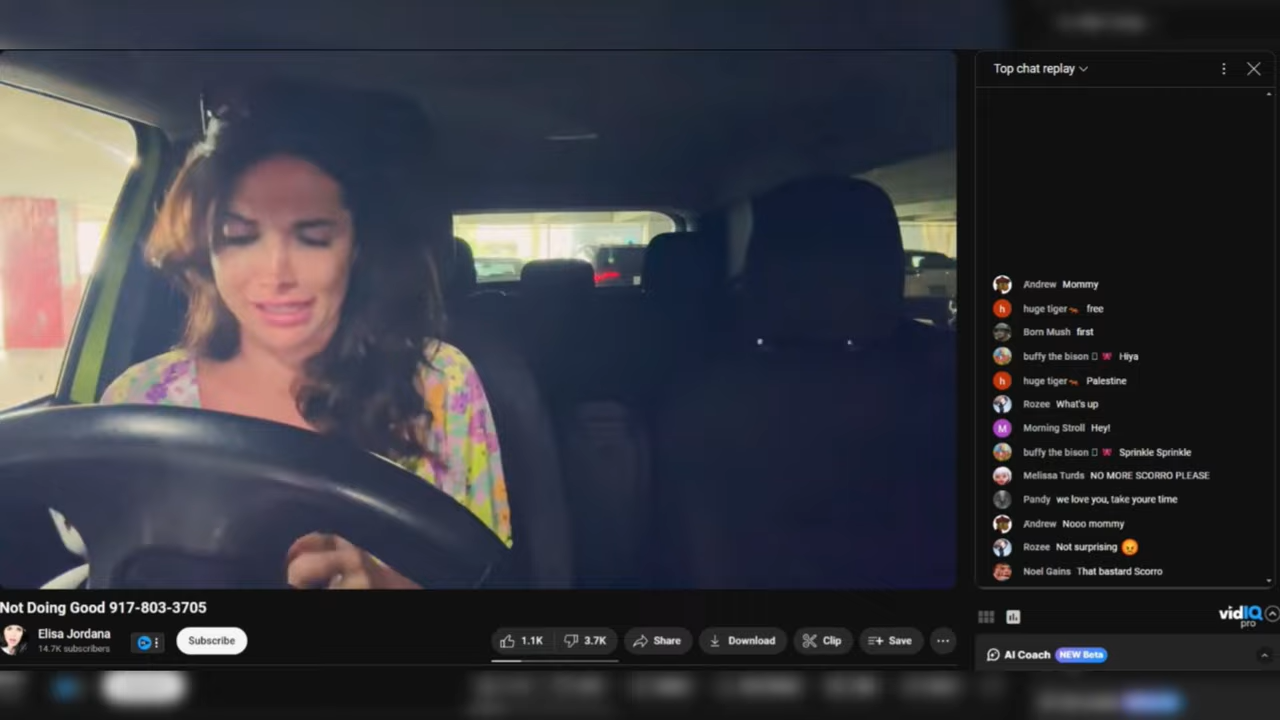 Top chat replay
Andrew Mommy
huge tiger free
Born Mush first
buffy the bison Hiya
h huge tiger Palestine
Rozee What's up
M Morning Stroll Hey!
buffy the bison Sprinkle Sprinkle
Melissa Turds NO MORE SCORRO PLEASE
Pandy we love you, take youre time
Andrew Nooo mommy
Rozee Not surprising
Noel Gains That bastard Scorro
Not Doing Good 917-803-3705
Elisa Jordana
14.7K subscribers
Subscribe
1.1K
3.7K
Share
Download
Clip
Save
vidIQ
pro
AI Coach NEW Beta